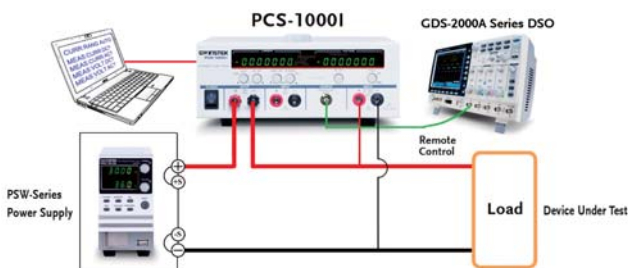 PCS-1000I
GDS-2000A Series DSO
CURR:RANG:AUTO
MEAS:CURR:DC?
MEAS:CURR:AC?
MEAS:VOLT:DC?
MEAS:VOLT:AC?
GW INSTEK
Remote
Control
PSW-Series
Power Supply
+
+S
-S
−
Load
Device Under Test